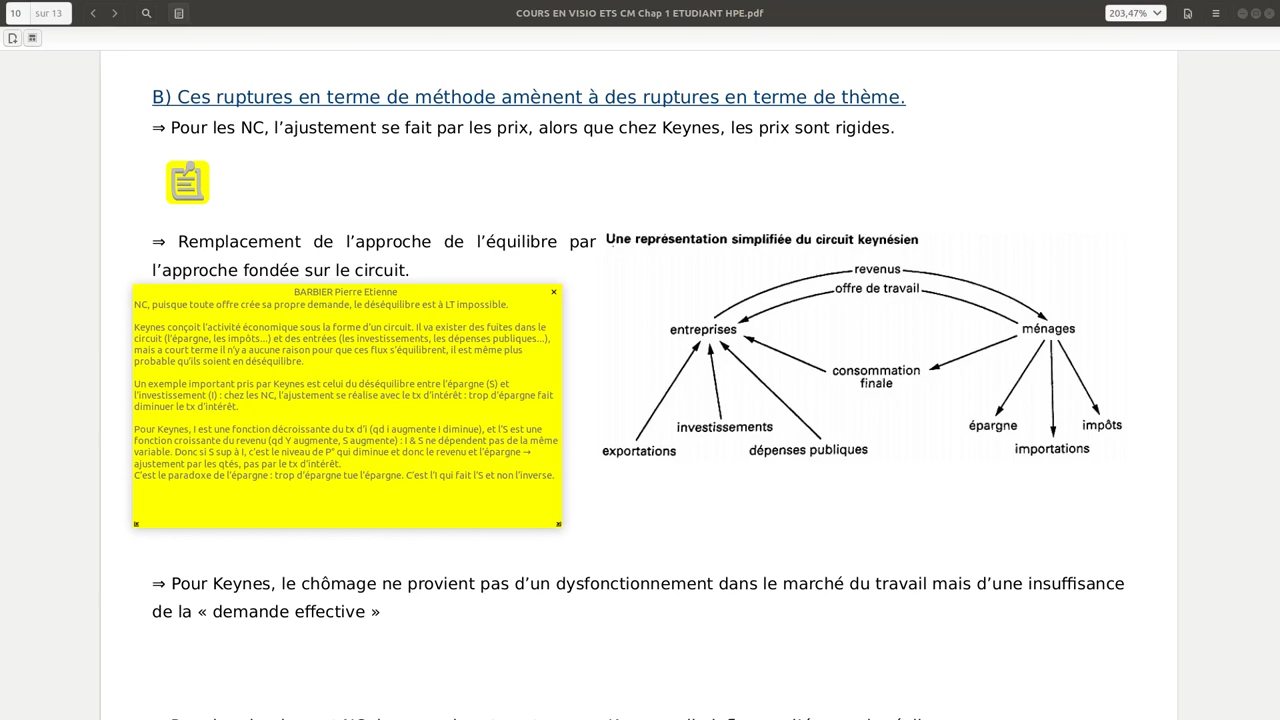 10 sur 13
COURS EN VISIO ETS CM Chap 1 ETUDIANT HPE.pdf
203,47%
B) Ces ruptures en terme de méthode amènent à des ruptures en terme de thème.
⇒ Pour les NC, l’ajustement se fait par les prix, alors que chez Keynes, les prix sont rigides.
⇒ Remplacement de l’approche de l’équilibre par
l’approche fondée sur le circuit.
BARBIER Pierre Etienne
NC, puisque toute offre crée sa propre demande, le déséquilibre est à LT impossible.
Keynes conçoit l’activité économique sous la forme d’un circuit. Il va exister des fuites dans le
circuit (l’épargne, les impôts...) et des entrées (les investissements, les dépenses publiques...),
mais a court terme il n’y a aucune raison pour que ces flux s’équilibrent, il est même plus
probable qu’ils soient en déséquilibre.
Un exemple important pris par Keynes est celui du déséquilibre entre l’épargne (S) et
l’investissement (I) : chez les NC, l’ajustement se réalise avec le tx d’intérêt : trop d’épargne fait
diminuer le tx d’intérêt.
Pour Keynes, I est une fonction décroissante du tx d’i (qd i augmente I diminue), et l’S est une
fonction croissante du revenu (qd Y augmente, S augmente) : I & S ne dépendent pas de la même
variable. Donc si S sup à I, c’est le niveau de P° qui diminue et donc le revenu et l’épargne →
ajustement par les qtés, pas par le tx d’intérêt.
C’est le paradoxe de l’épargne : trop d’épargne tue l’épargne. C’est l’I qui fait l’S et non l’inverse.
Une représentation simplifiée du circuit keynésien
revenus
offre de travail
entreprises
ménages
consommation
finale
investissements
épargne
impôts
exportations
dépenses publiques
importations
⇒ Pour Keynes, le chômage ne provient pas d’un dysfonctionnement dans le marché du travail mais d’une insuffisance
de la « demande effective »